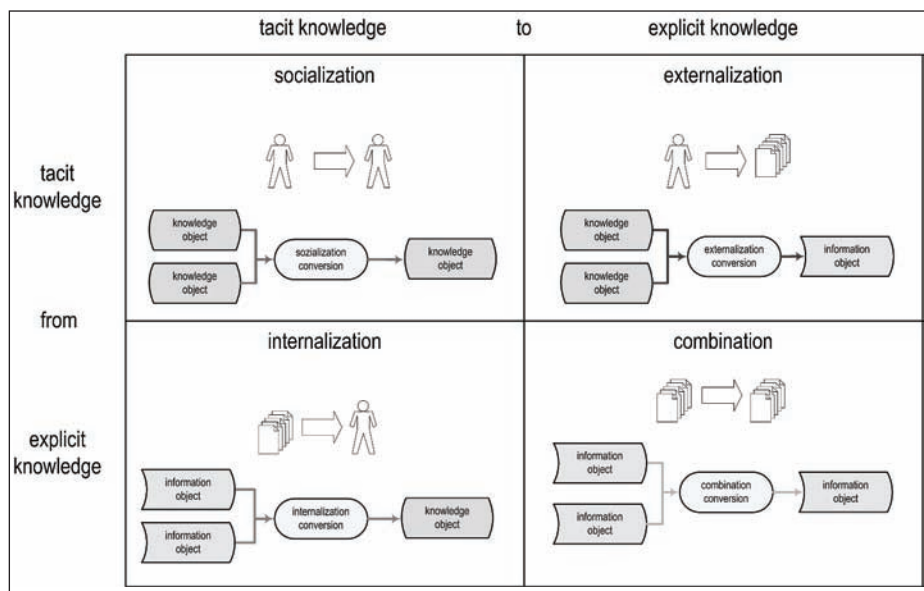 tacit knowledge to explicit knowledge
socialization
externalization
tacit
knowledge
knowledge
object
knowledge
object
sozialization
conversion
knowledge
object
knowledge
object
knowledge
object
externalization
conversion
information
object
from
internalization
combination
explicit
knowledge
information
object
information
object
internalization
conversion
knowledge
object
information
object
information
object
combination
conversion
information
object